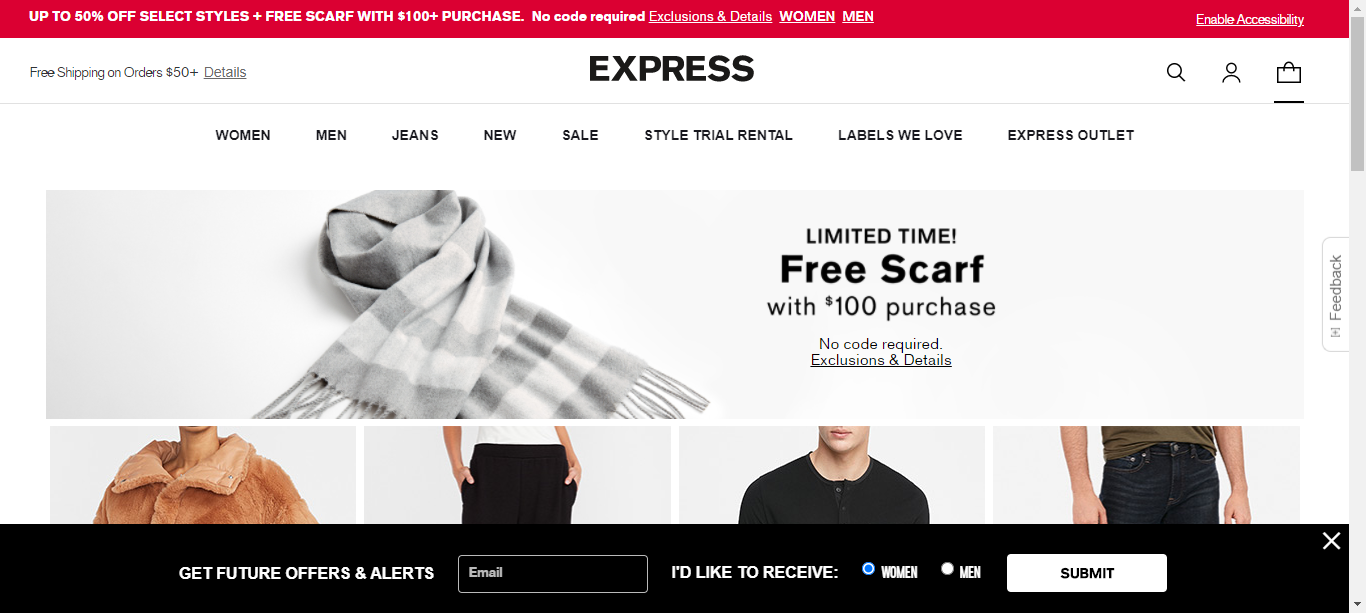 UP TO 50% OFF SELECT STYLES + FREE SCARF WITH $100+ PURCHASE. No code required Exclusions & Details WOMEN MEN
Enable Accessibility
Free Shipping on Orders $50+ Details
EXPRESS
WOMEN MEN JEANS NEW SALE STYLE TRIAL RENTAL LABELS WE LOVE EXPRESS OUTLET
LIMITED TIME!
Free Scarf
with $100 purchase
No code required.
Exclusions & Details
Feedback
GET FUTURE OFFERS & ALERTS Email I'D LIKE TO RECEIVE: WOMEN MEN SUBMIT